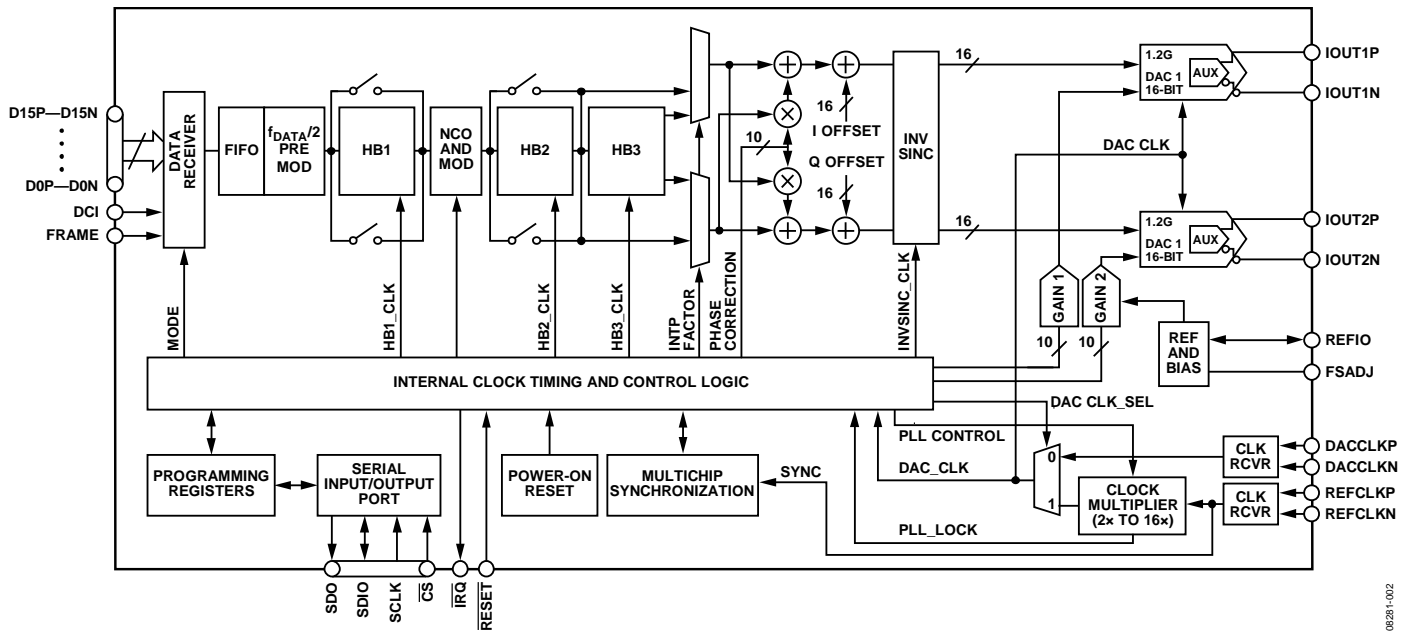 D15P—D15N
D0P—D0N
DCI
FRAME
DATA
RECEIVER
FIFO
fDATA/2
PRE
MOD
HB1
NCO
AND
MOD
HB2
HB3
16
I OFFSET
10
Q OFFSET
16
INV
SINC
16
16
1.2G
DAC 1
16-BIT
AUX
IOUT1P
IOUT1N
DAC CLK
1.2G
DAC 1
16-BIT
AUX
IOUT2P
IOUT2N
MODE
HB1_CLK
HB2_CLK
HB3_CLK
INTP
FACTOR
PHASE
CORRECTION
INVSINC_CLK
GAIN 1
GAIN 2
10
10
REF
AND
BIAS
REFIO
FSADJ
INTERNAL CLOCK TIMING AND CONTROL LOGIC
DAC CLK_SEL
PLL CONTROL
DAC_CLK
0
1
CLK
RCVR
DACCLKP
DACCLKN
PROGRAMMING
REGISTERS
SERIAL
INPUT/OUTPUT
PORT
POWER-ON
RESET
MULTICHIP
SYNCHRONIZATION
SYNC
CLOCK
MULTIPLIER
(2× TO 16×)
CLK
RCVR
REFCLKP
REFCLKN
PLL_LOCK
SDO
SDIO
SCLK
CS
IRQ
RESET
08281-002